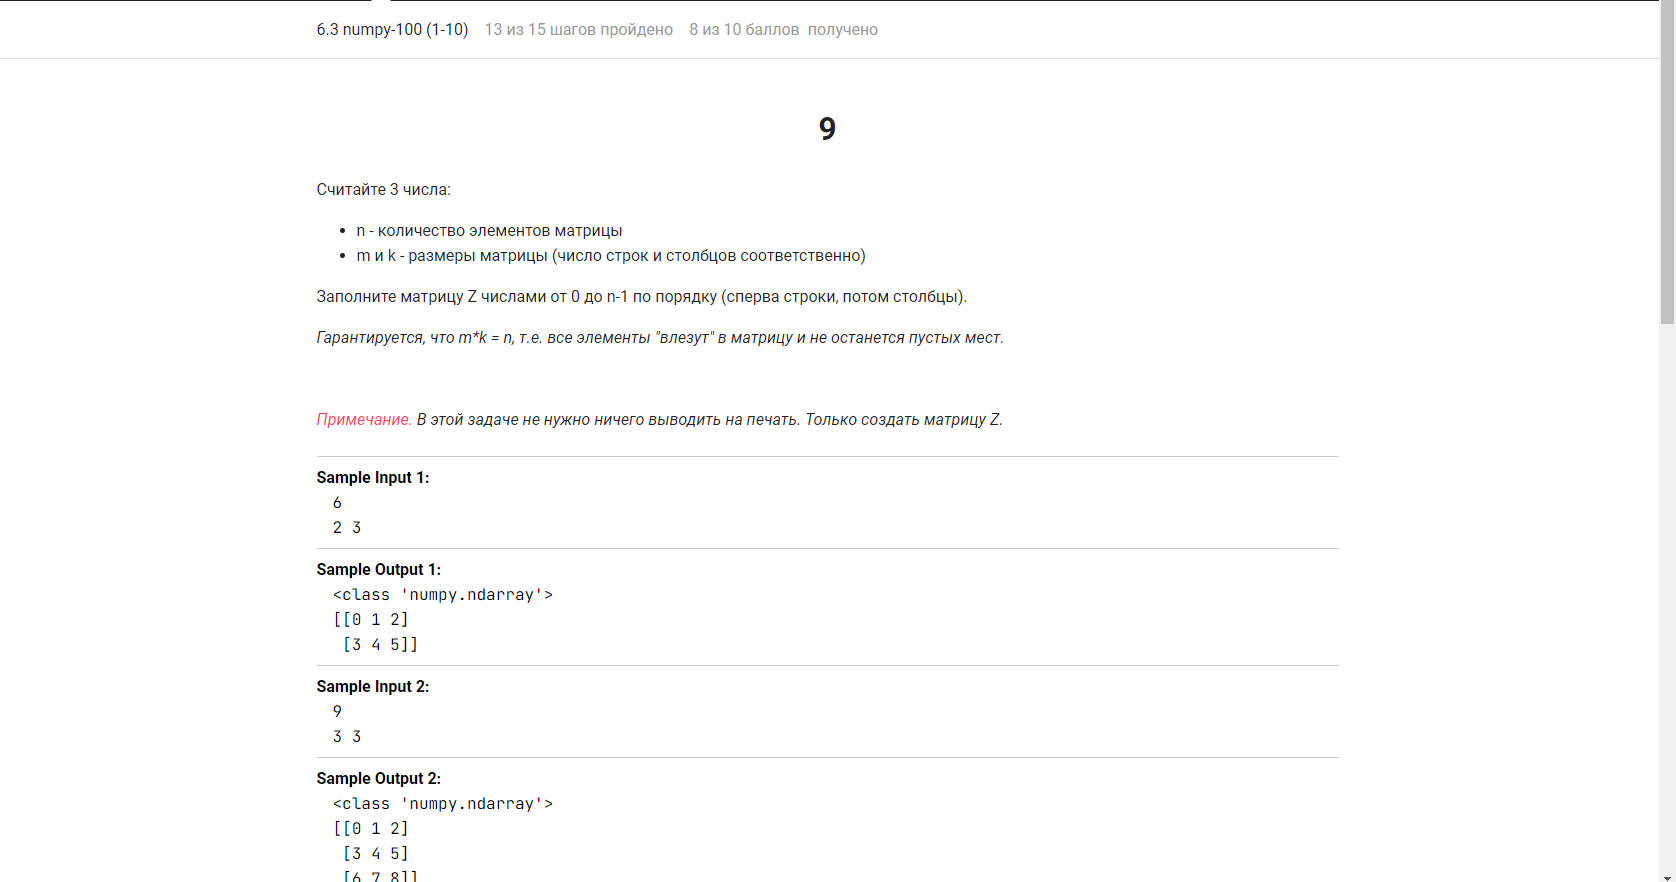 6.3 numpy-100 (1-10) 13 из 15 шагов пройдено 8 из 10 баллов получено
9
Считайте 3 числа:
• n - количество элементов матрицы
• m и k - размеры матрицы (число строк и столбцов соответственно)
Заполните матрицу Z числами от 0 до n-1 по порядку (сперва строки, потом столбцы).
Гарантируется, что m*k = n, т.е. все элементы "влезут" в матрицу и не останется пустых мест.
Примечание. В этой задаче не нужно ничего выводить на печать. Только создать матрицу Z.
Sample Input 1:
6
2 3
Sample Output 1:
<class 'numpy.ndarray'>
[[0 1 2]
[3 4 5]]
Sample Input 2:
9
3 3
Sample Output 2:
<class 'numpy.ndarray'>
[[0 1 2]
[3 4 5]
[6 7 8]]